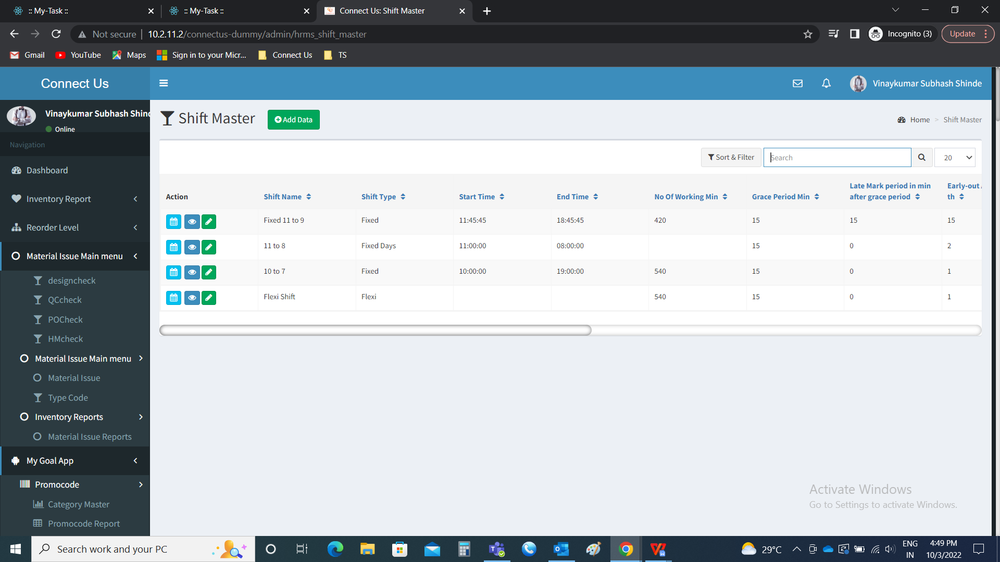 :: My-Task ::
:: My-Task ::
Connect Us: Shift Master
Not secure 10.2.11.2/connectus-dummy/admin/hrms_shift_master
Incognito (3)
Update
Gmail
YouTube
Maps
Sign in to your Micr...
Connect Us
TS
Connect Us
Vinaykumar Subhash Shinde
Vinaykumar Subhash Shind
Online
Navigation
Dashboard
Inventory Report
Reorder Level
Material Issue Main menu
designcheck
QCcheck
POCheck
HMcheck
Material Issue Main menu
Material Issue
Type Code
Inventory Reports
Material Issue Reports
My Goal App
Promocode
Category Master
Promocode Report
Shift Master
Add Data
Home > Shift Master
Sort & Filter
Search
20
Action Shift Name Shift Type Start Time End Time No Of Working Min Grace Period Min Late Mark period in min after grace period Early-out th
Fixed 11 to 9 Fixed 11:45:45 18:45:45 420 15 15 15
11 to 8 Fixed Days 11:00:00 08:00:00 15 0 2
10 to 7 Fixed 10:00:00 19:00:00 540 15 0 1
Flexi Shift Flexi 540 15 0 1
Activate Windows
Go to Settings to activate Windows.
Search work and your PC
29°C
ENG
IN
4:49 PM
10/3/2022